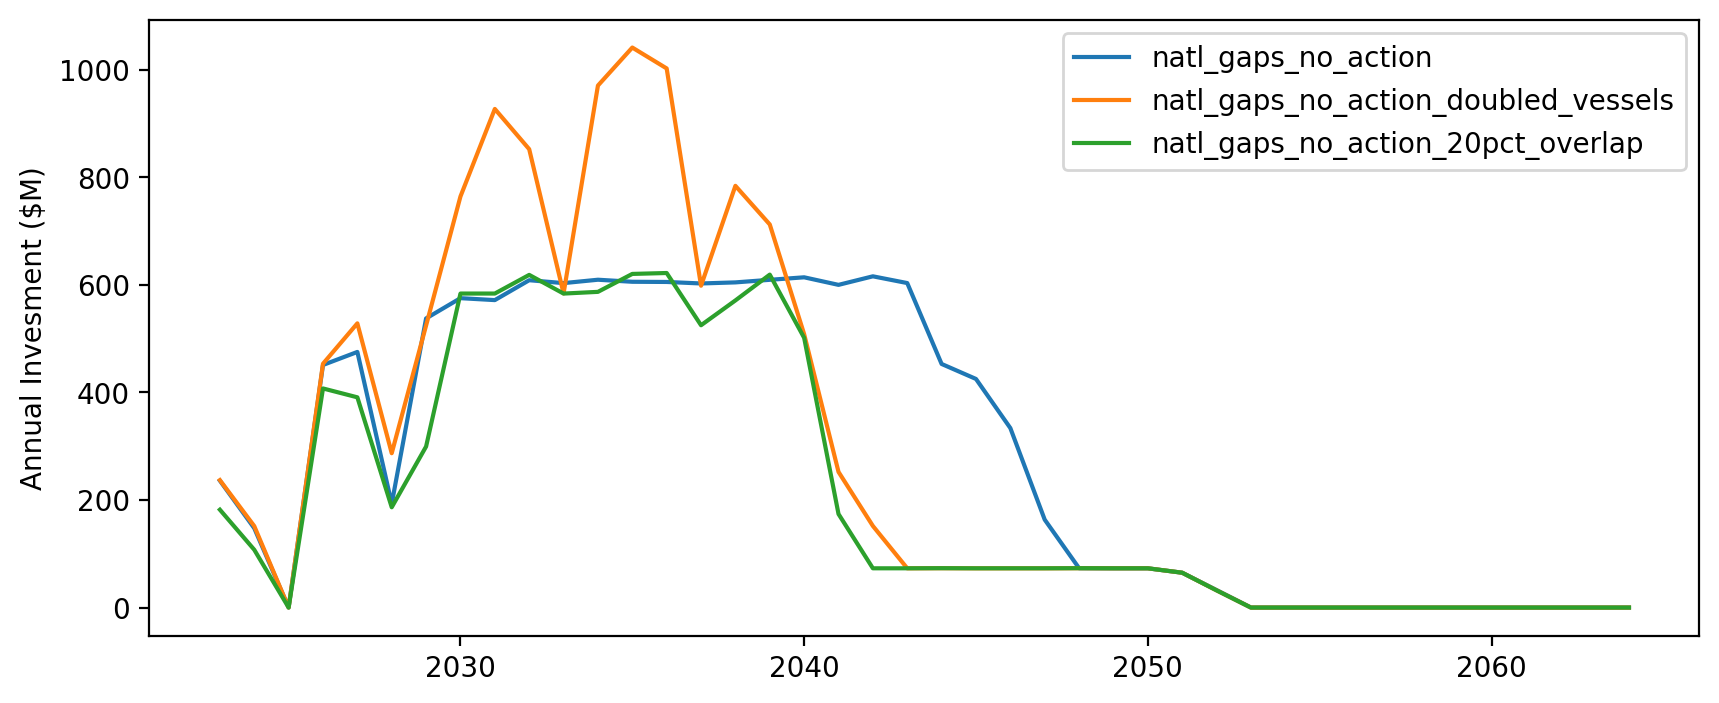 natl_gaps_no_action
natl_gaps_no_action_doubled_vessels
natl_gaps_no_action_20pct_overlap
Annual Invesment ($M)
1000
800
600
400
200
0
2030
2040
2050
2060